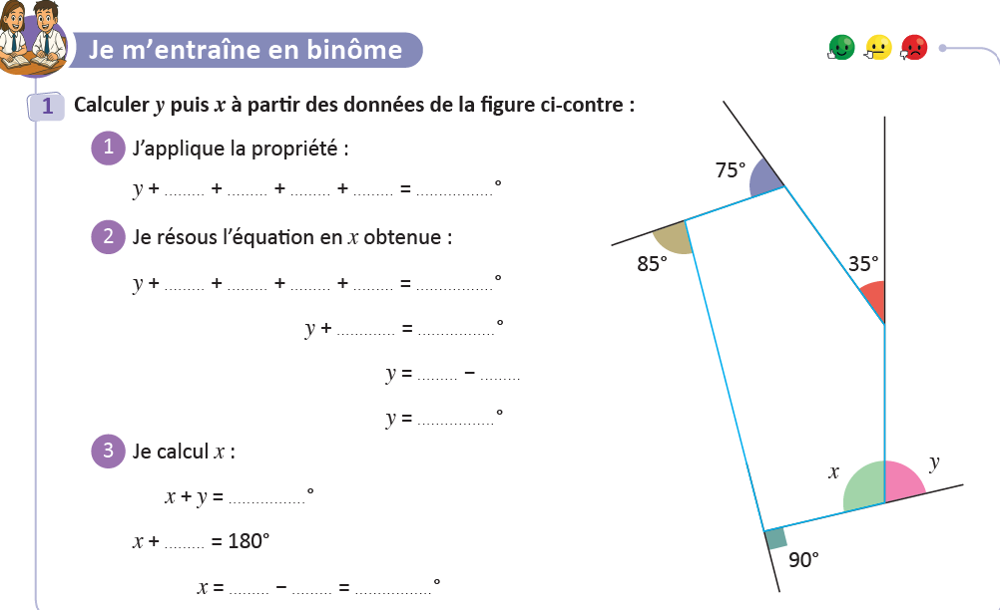 Je m'entraîne en binôme
1 Calculer y puis x à partir des données de la figure ci-contre :
1 J'applique la propriété :
y + ......... + ......... + ......... + ......... = .................°
2 Je résous l'équation en x obtenue :
y + ......... + ......... + ......... + ......... = .................°
y + ............. = .................°
y = ......... − .........
y = .................°
3 Je calcul x :
x + y = .................°
x + ......... = 180°
x = ......... − ......... = .................°
75°
85°
35°
x
y
90°